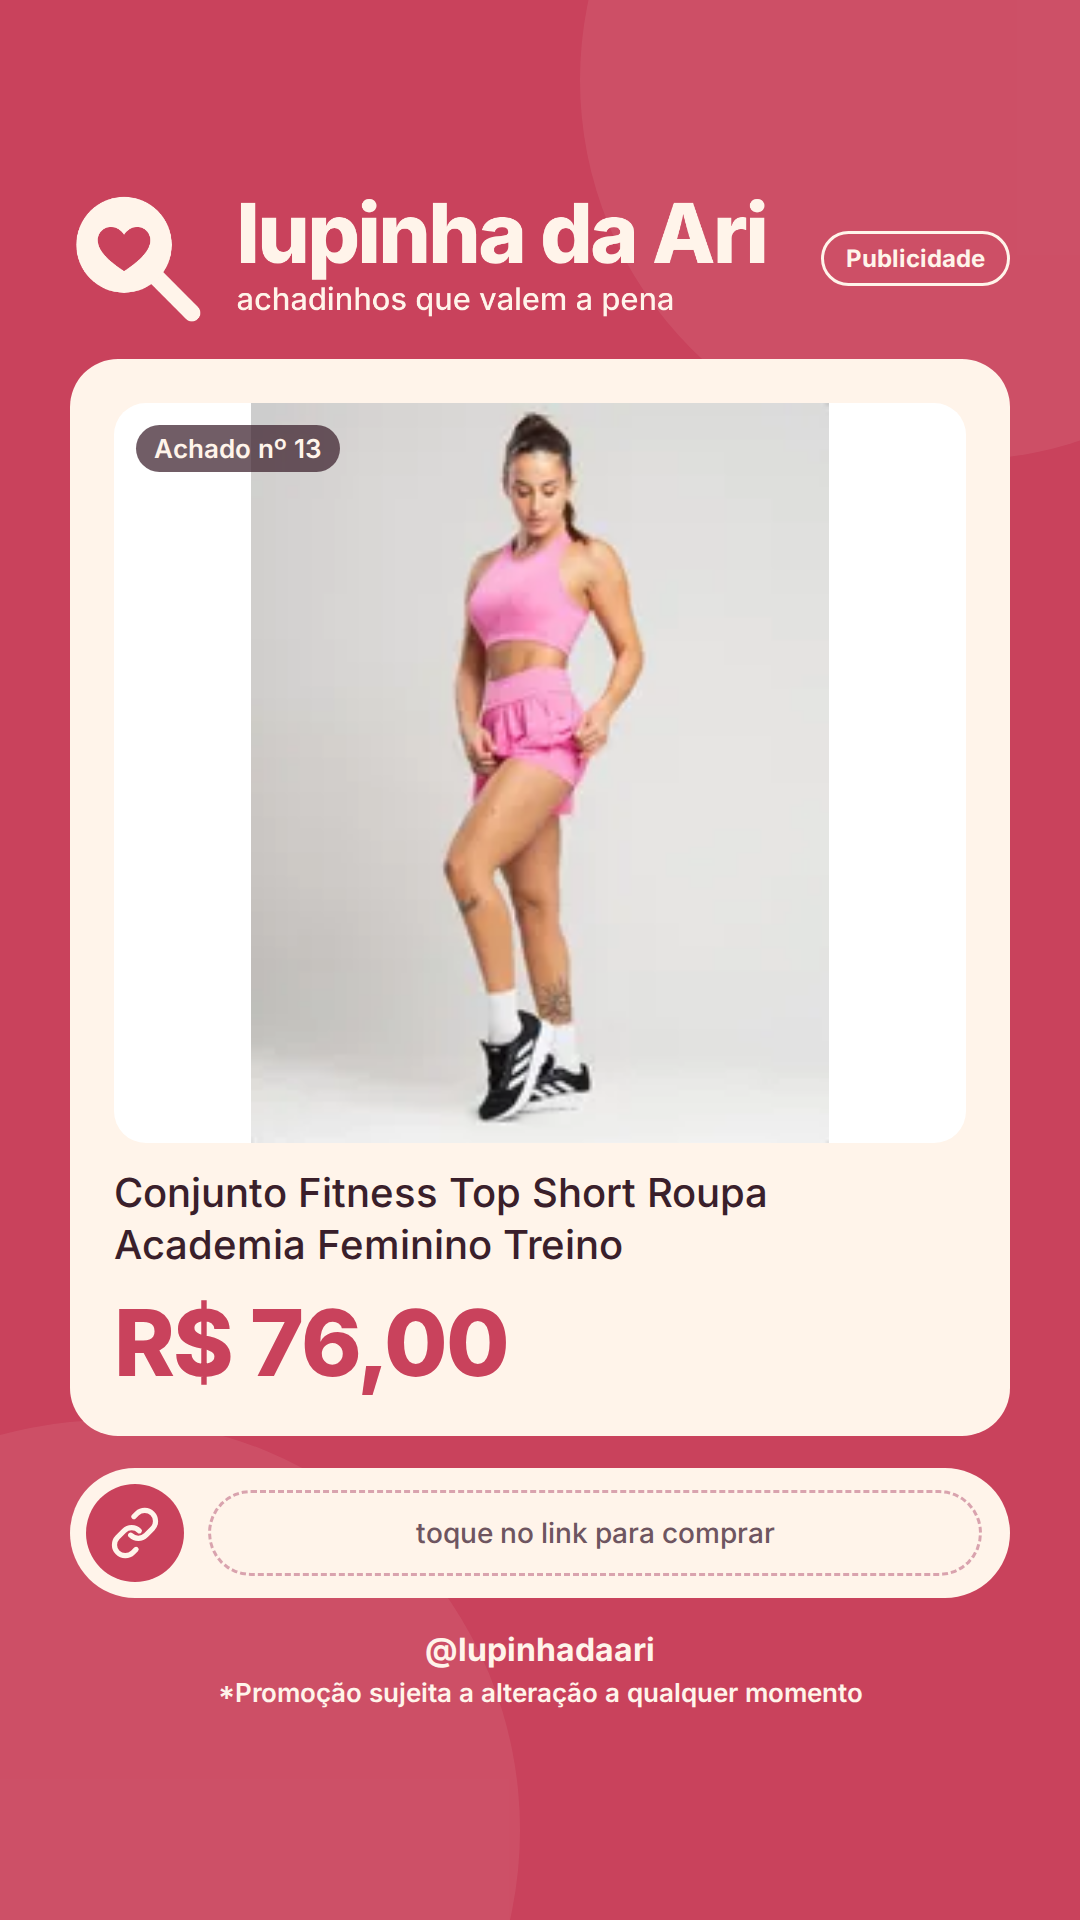 lupinha da Ari
achadinhos que valem a pena
Publicidade
Achado nº 13
Conjunto Fitness Top Short Roupa
Academia Feminino Treino
R$ 76,00
toque no link para comprar
@lupinhadaari
*Promoção sujeita a alteração a qualquer momento